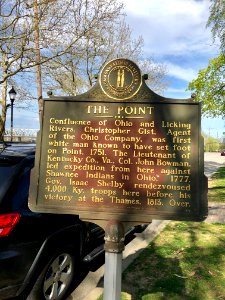 THE POINT
Confluence of Ohio and Licking
Rivers. Christopher Gist, Agent
of the Ohio Company, was first
white man known to have set foot
on Point, 1751. The Lieutenant of
Kentucky Co., Va., Col. John Bowman,
led expedition from here against
Shawnee Indians in Ohio, 1777.
Gov. Isaac Shelby rendezvoused
4,000 Ky. troops here before his
victory at the Thames, 1813. Over.